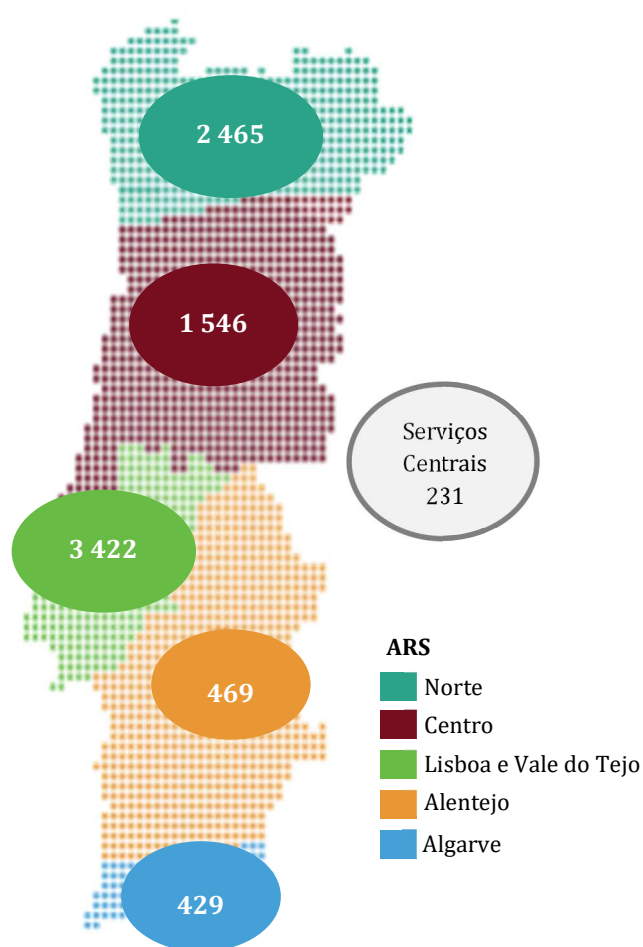 2 465
1 546
Serviços
Centrais
231
3 422
469
429
ARS
Norte
Centro
Lisboa e Vale do Tejo
Alentejo
Algarve